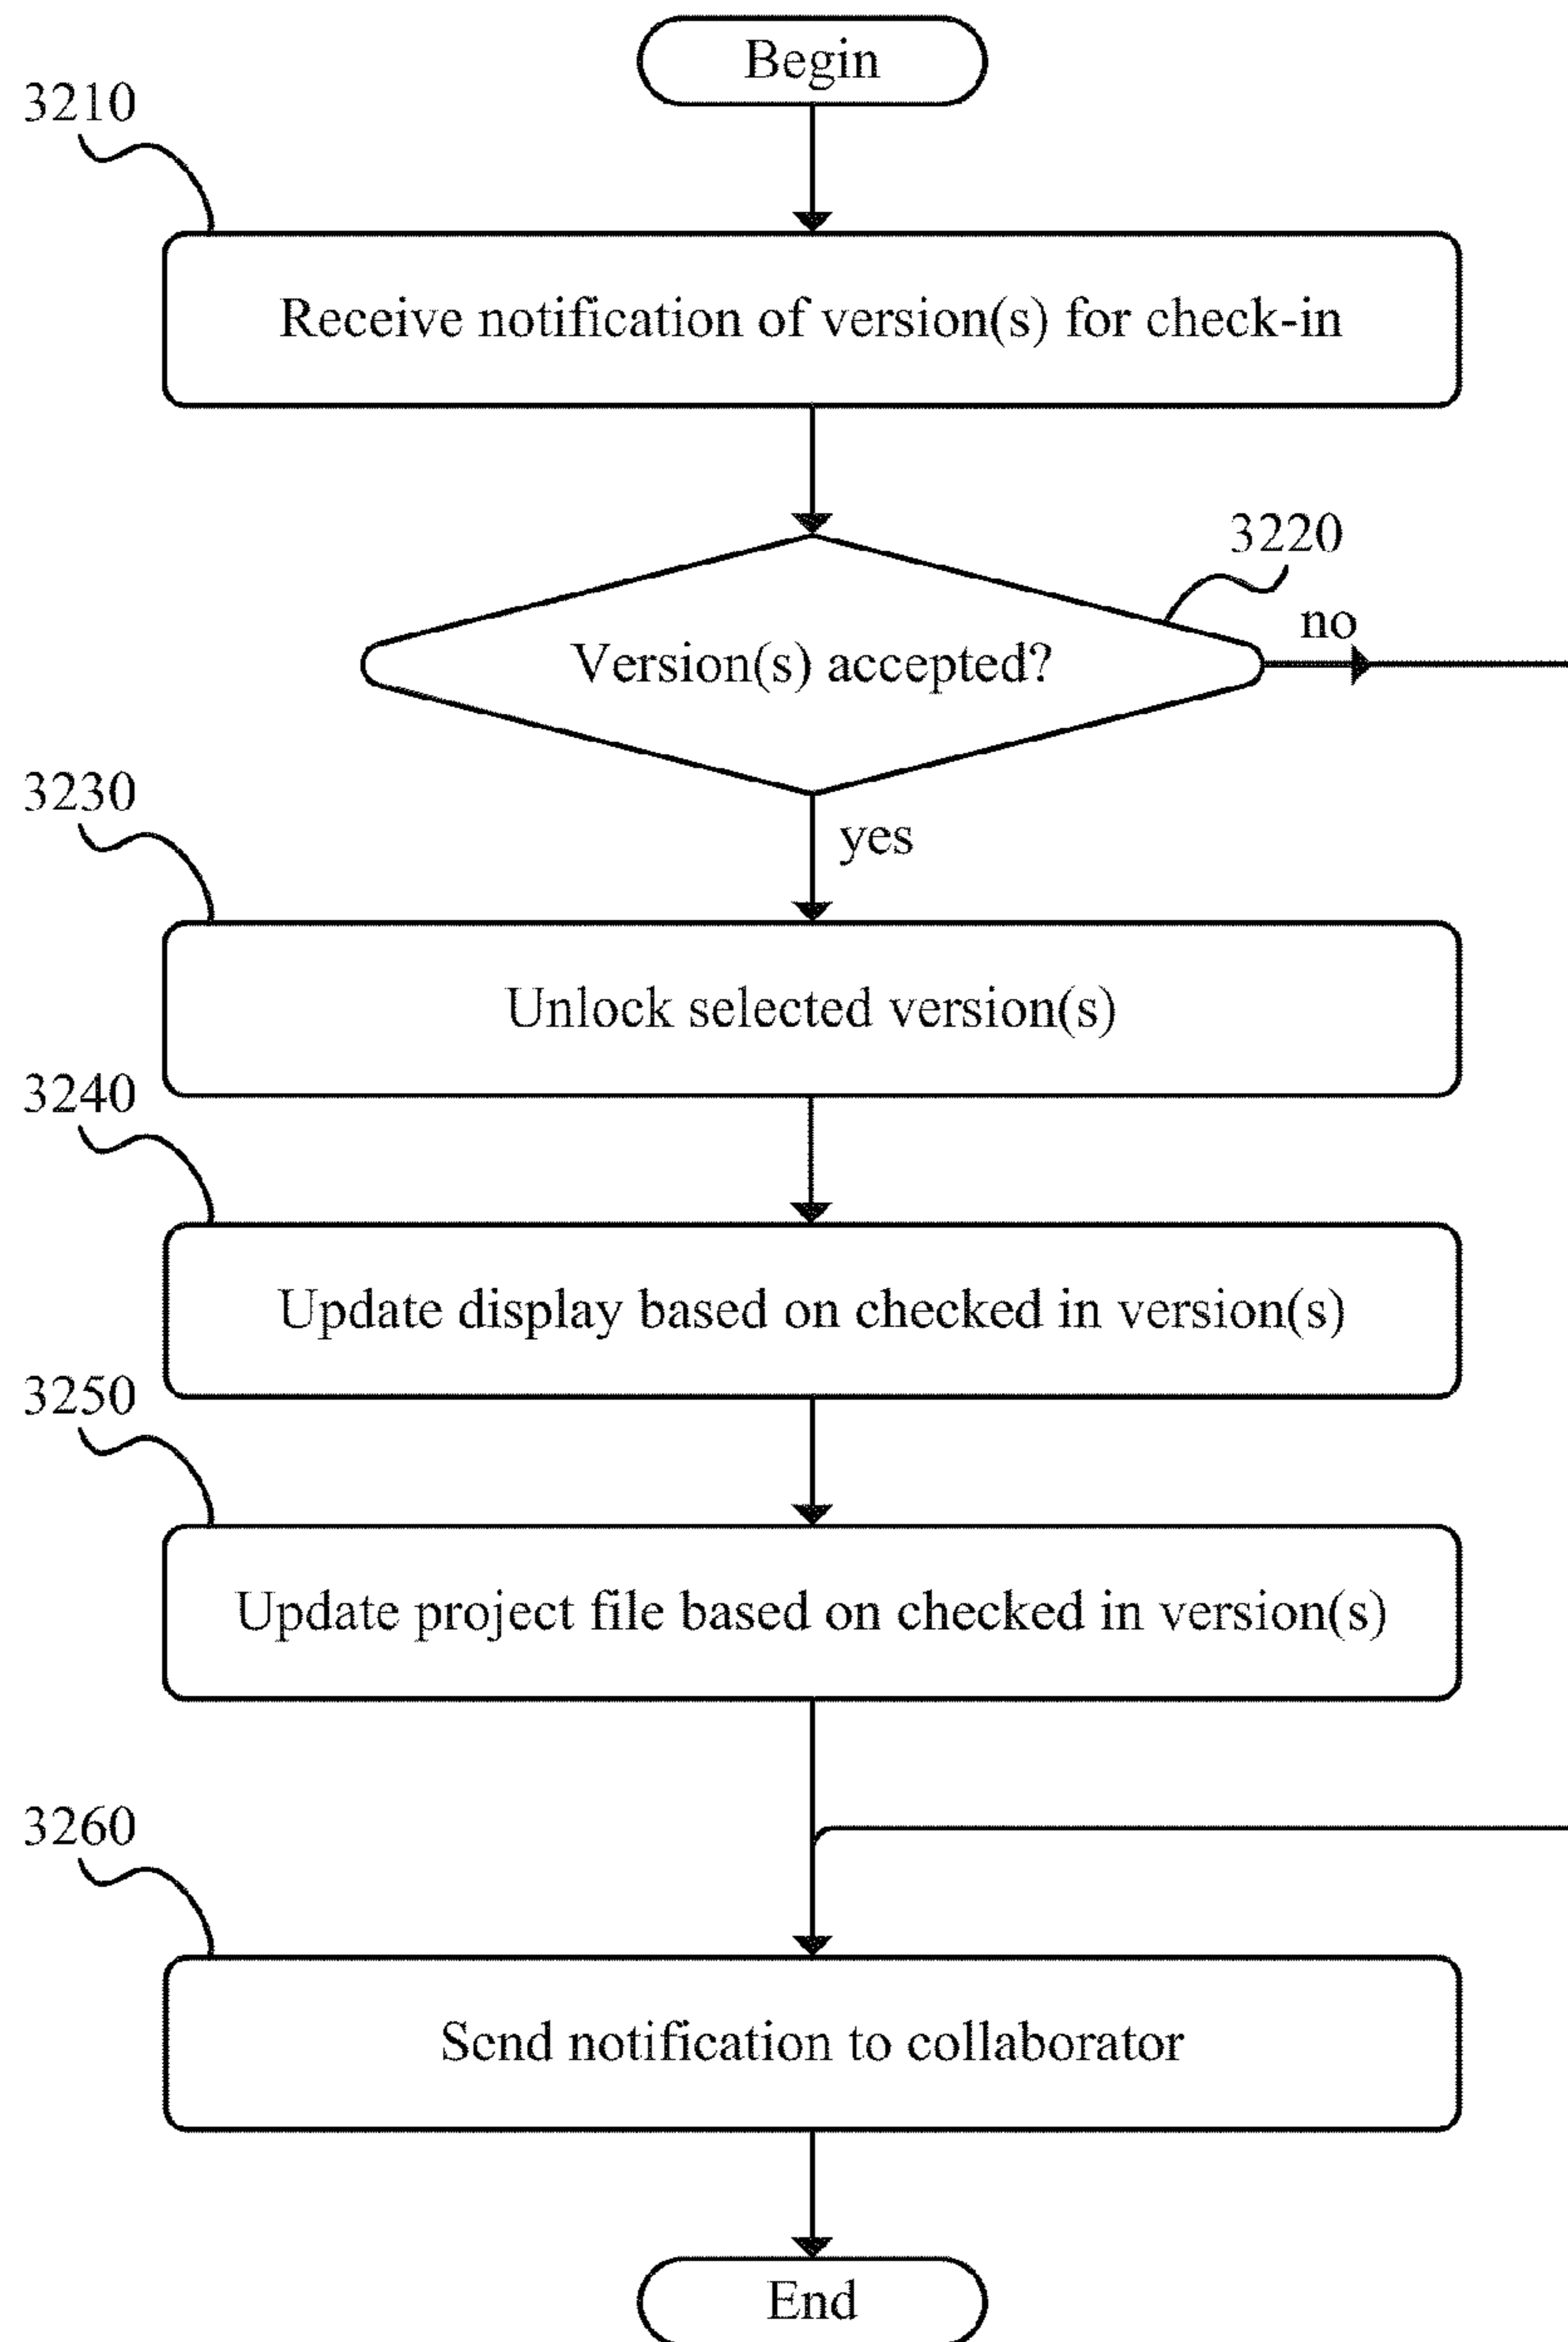 Begin
3210
Receive notification of version(s) for check-in
3220
Version(s) accepted?
no
yes
3230
Unlock selected version(s)
3240
Update display based on checked in version(s)
3250
Update project file based on checked in version(s)
3260
Send notification to collaborator
End